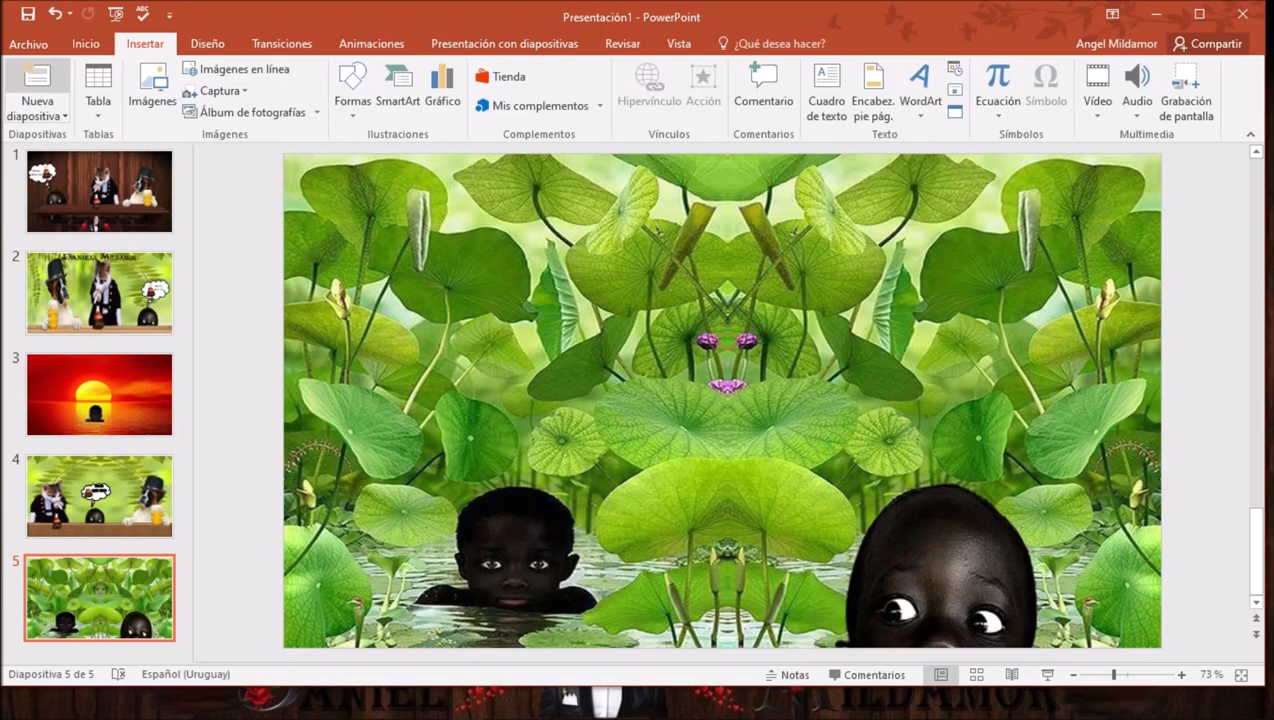 Presentación1 - PowerPoint
Archivo Inicio Insertar Diseño Transiciones Animaciones Presentación con diapositivas Revisar Vista ¿Qué desea hacer? Angel Mildamor Compartir
Nueva diapositiva
Tabla
Imágenes
Imágenes en línea
Captura
Álbum de fotografías
Formas SmartArt Gráfico
Tienda
Mis complementos
Hipervínculo Acción
Comentario
Cuadro de texto
Encabez. pie pág.
WordArt
Ecuación Símbolo
Vídeo Audio
Grabación de pantalla
Diapositivas Tablas Imágenes Ilustraciones Complementos Vínculos Comentarios Texto Símbolos Multimedia
ABC
1
2
3
4
5
Diapositiva 5 de 5 Español (Uruguay) Notas Comentarios 73 %